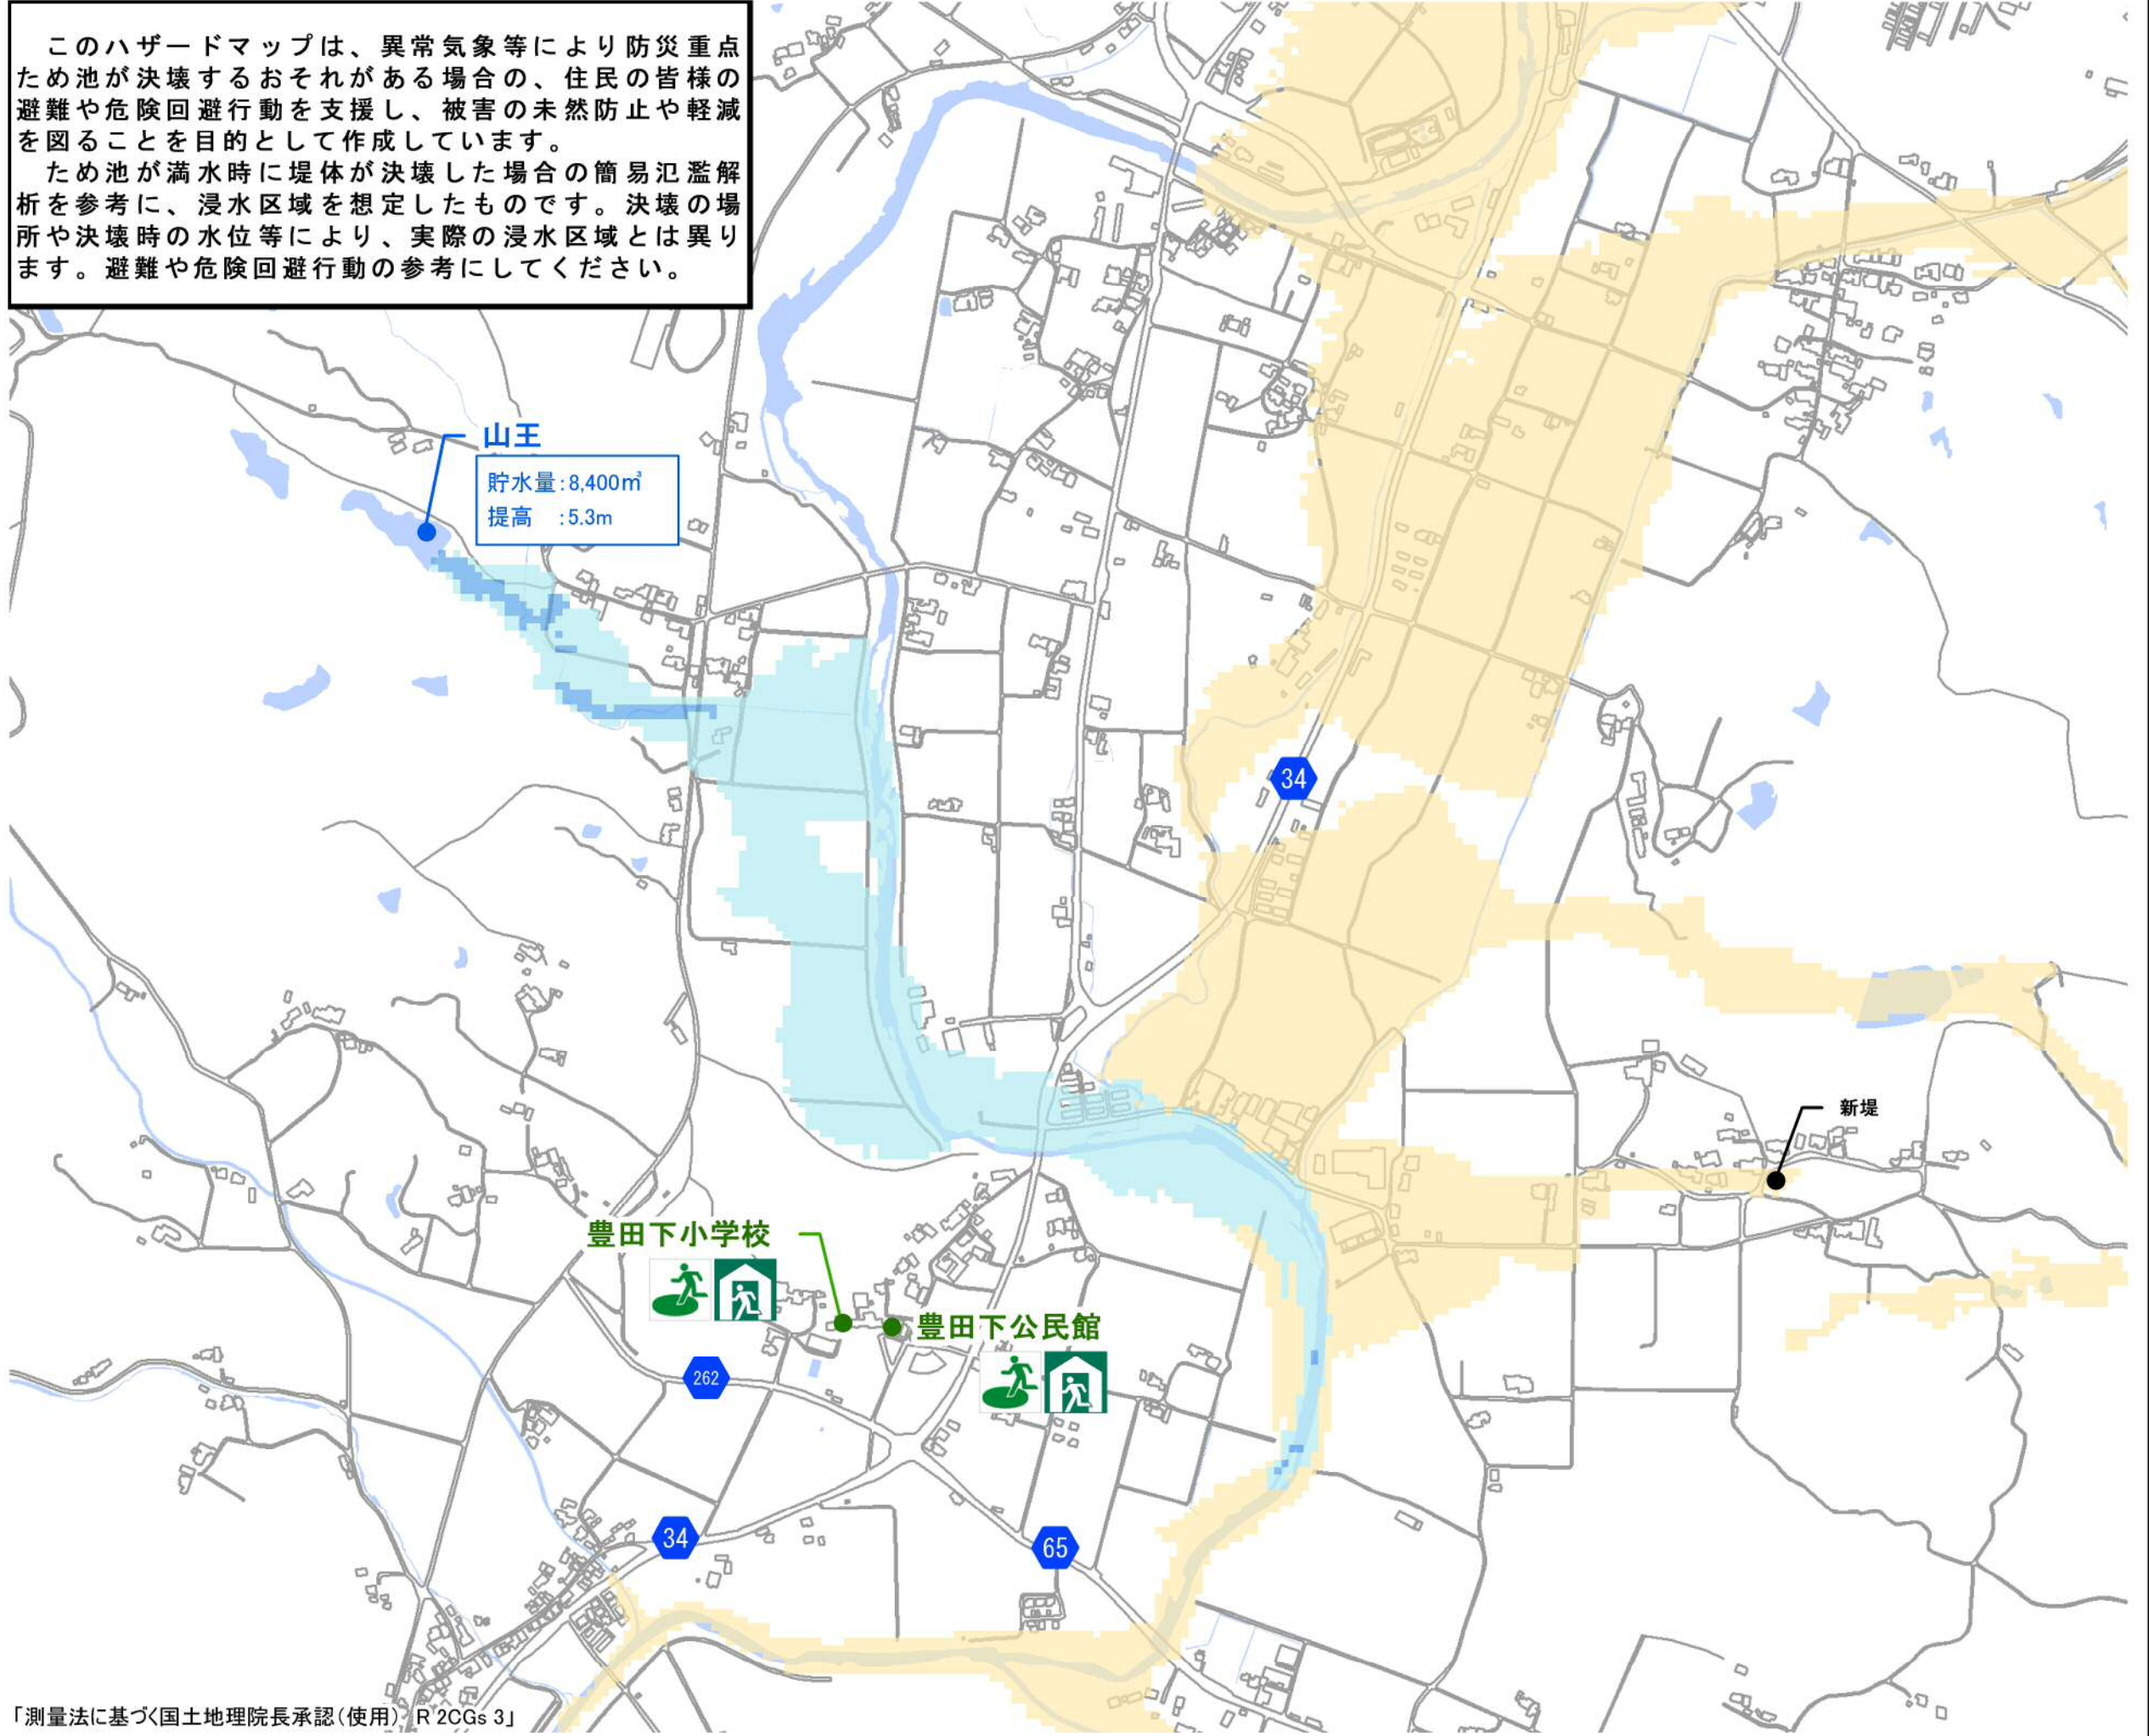 このハザードマップは、異常気象等により防災重点
ため池が決壊するおそれがある場合の、住民の皆様の
避難や危険回避行動を支援し、被害の未然防止や軽減
を図ることを目的として作成しています。
ため池が満水時に堤体が決壊した場合の簡易氾濫解
析を参考に、浸水区域を想定したものです。決壊の場
所や決壊時の水位等により、実際の浸水区域とは異り
ます。避難や危険回避行動の参考にしてください。
山王
貯水量:8,400㎥
提高 :5.3m
34
新堤
豊田下小学校
豊田下公民館
262
34
65
「測量法に基づく国土地理院長承認(使用) R 2CGs 3」